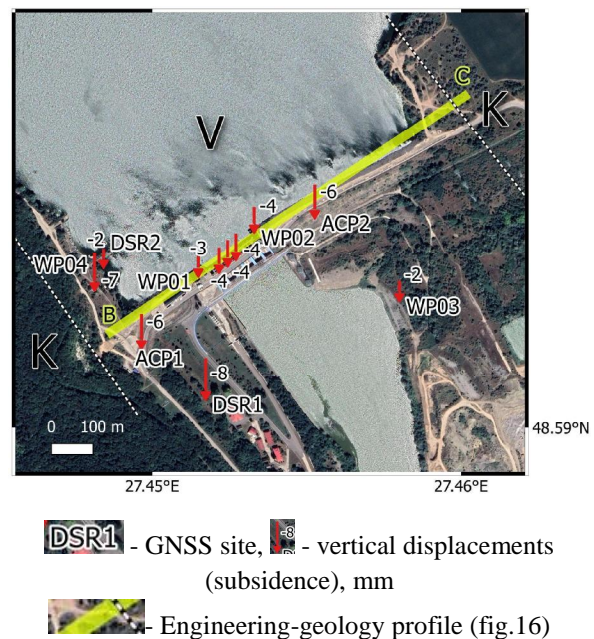 C
K
V
-6
-4
ACP2
-2 DSR2
WP02
-3
-4
WP04
-7
WP01
-4
-4
-2
WP03
B
-6
K
ACP1
-8
DSR1
0 100 m
48.59°N
27.45°E 27.46°E
DSR1 - GNSS site, -8 - vertical displacements
(subsidence), mm
- Engineering-geology profile (fig.16)